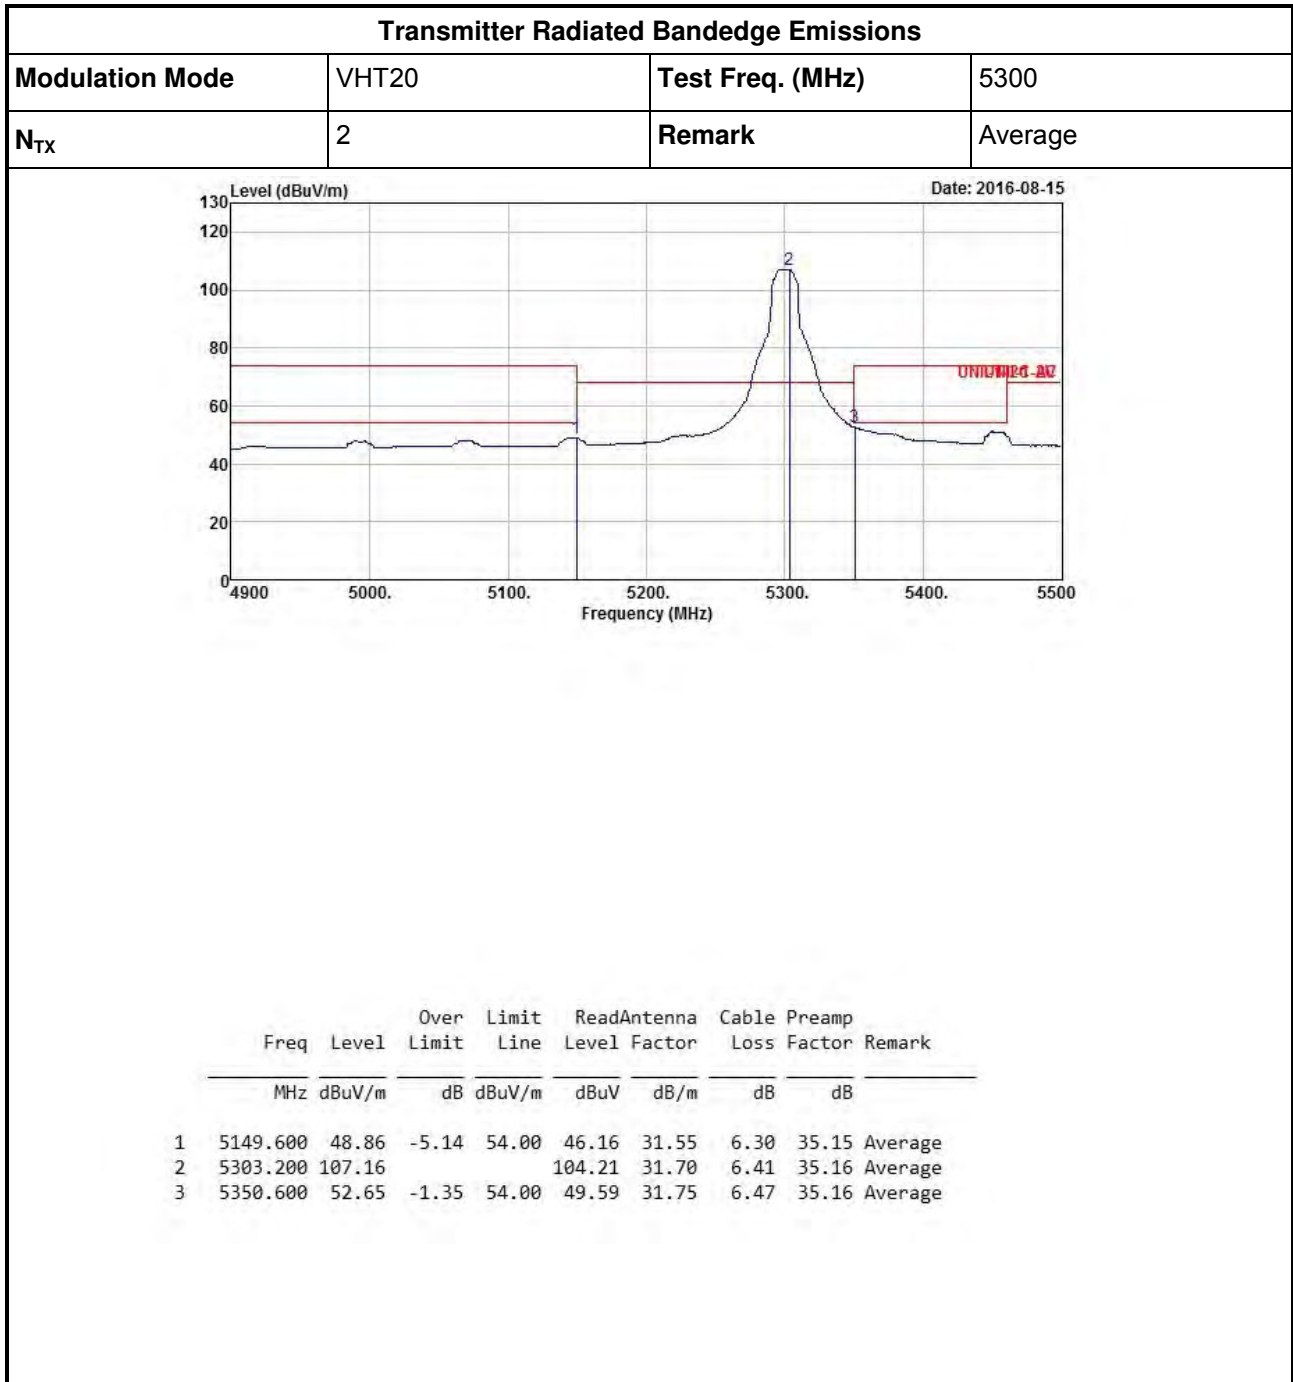 Transmitter Radiated Bandedge Emissions
Modulation Mode VHT20 Test Freq. (MHz) 5300
NTX 2 Remark Average
Level (dBuV/m) Date: 2016-08-15
130
120
100
80
60
40
20
0
2
3
4900 5000. 5100. 5200. 5300. 5400. 5500
Frequency (MHz)
Over Limit ReadAntenna Cable Preamp
Freq Level Limit Line Level Factor Loss Factor Remark
MHz dBuV/m dB dBuV/m dBuV dB/m dB dB
1 5149.600 48.86 -5.14 54.00 46.16 31.55 6.30 35.15 Average
2 5303.200 107.16 104.21 31.70 6.41 35.16 Average
3 5350.600 52.65 -1.35 54.00 49.59 31.75 6.47 35.16 Average